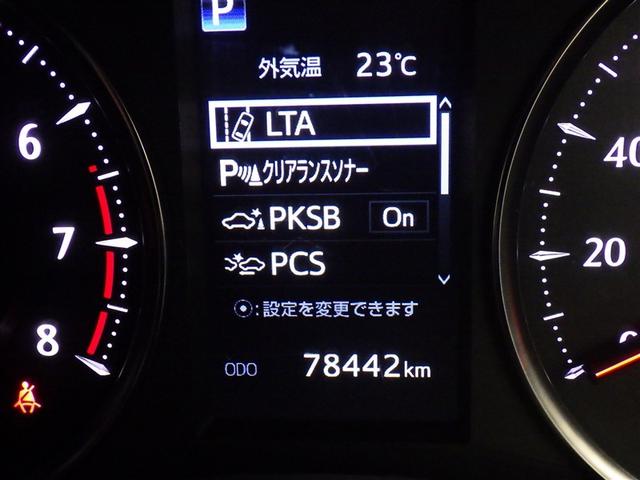 P
外気温 23℃
LTA
Pクリアランスソナー
PKSB On
PCS
:設定を変更できます
ODO 78442km
6
7
8
40
20